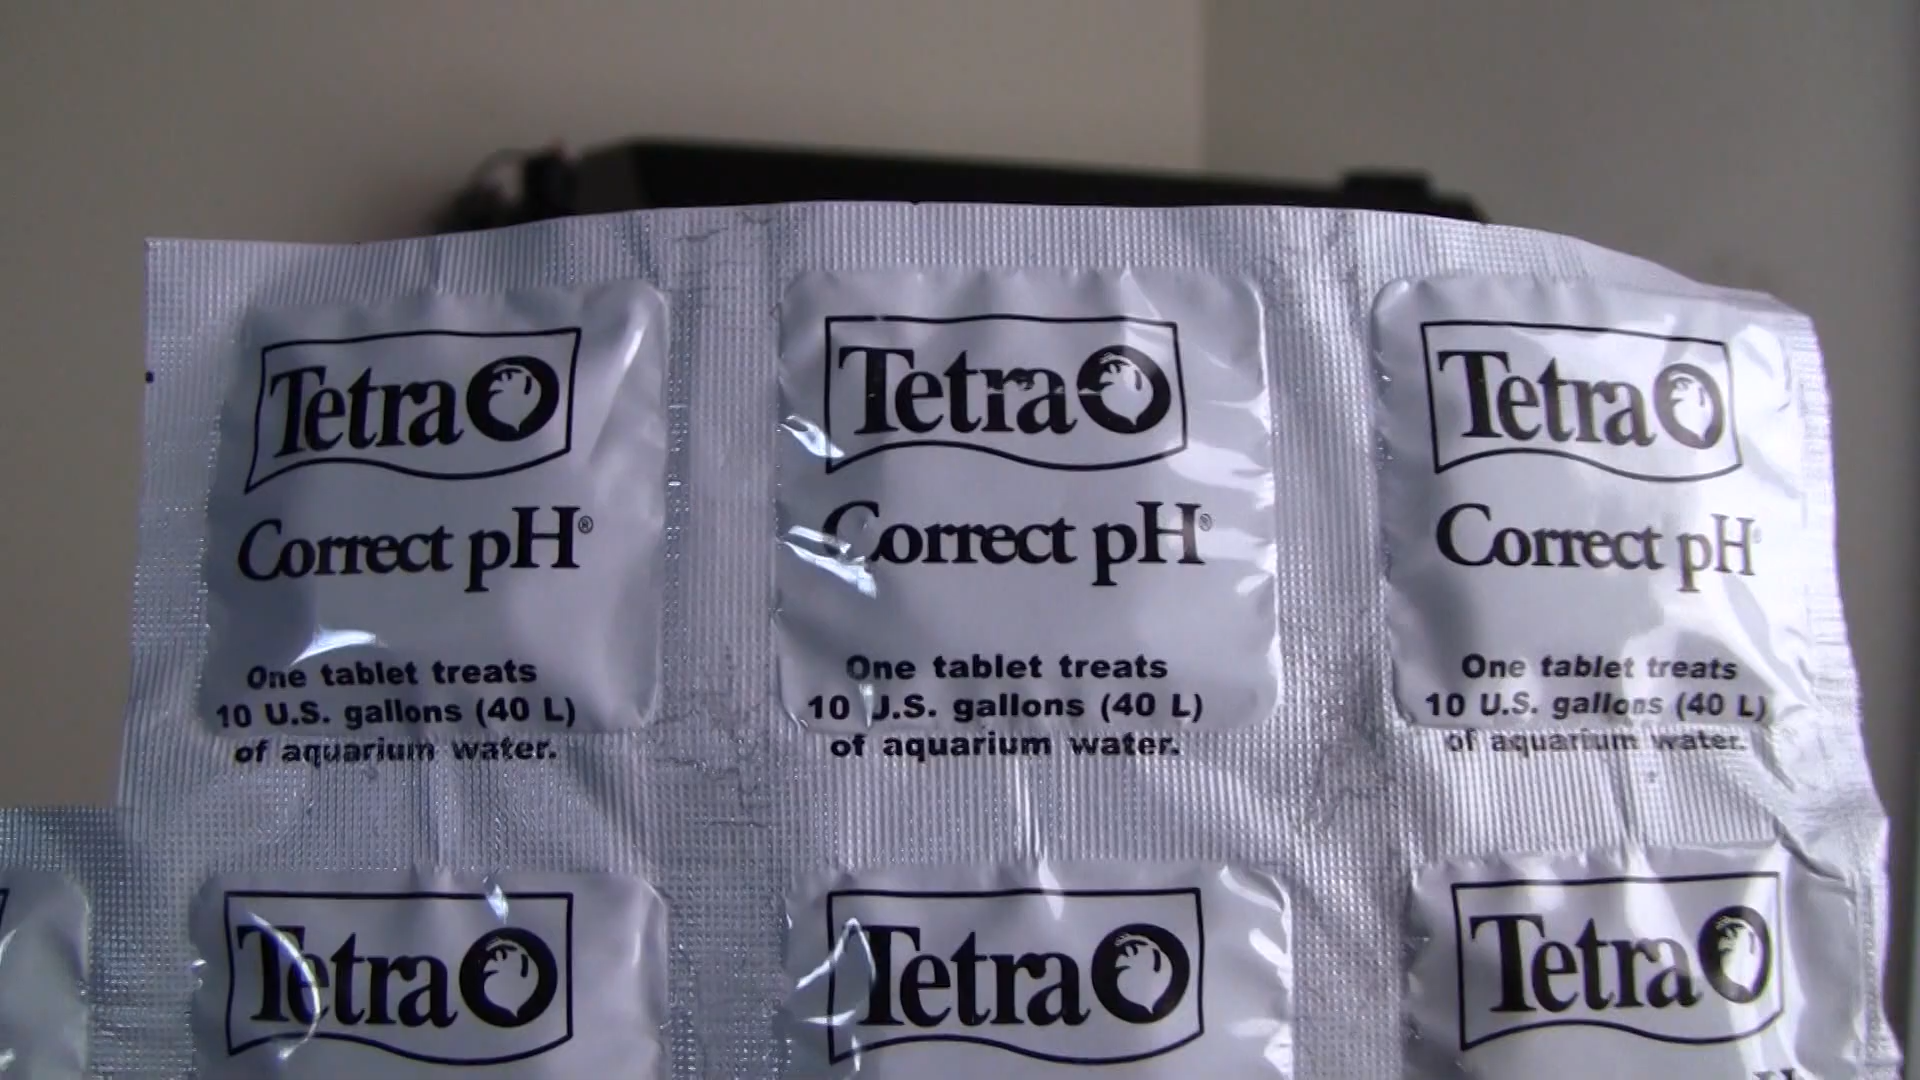 Tetra
Correct pH®
One tablet treats
10 U.S. gallons (40 L)
of aquarium water.
Tetra
Correct pH®
One tablet treats
10 U.S. gallons (40 L)
of aquarium water.
Tetra
Correct pH
One tablet treats
10 U.S. gallons (40 L)
of aquarium water.
Tetra
Tetra
Tetra